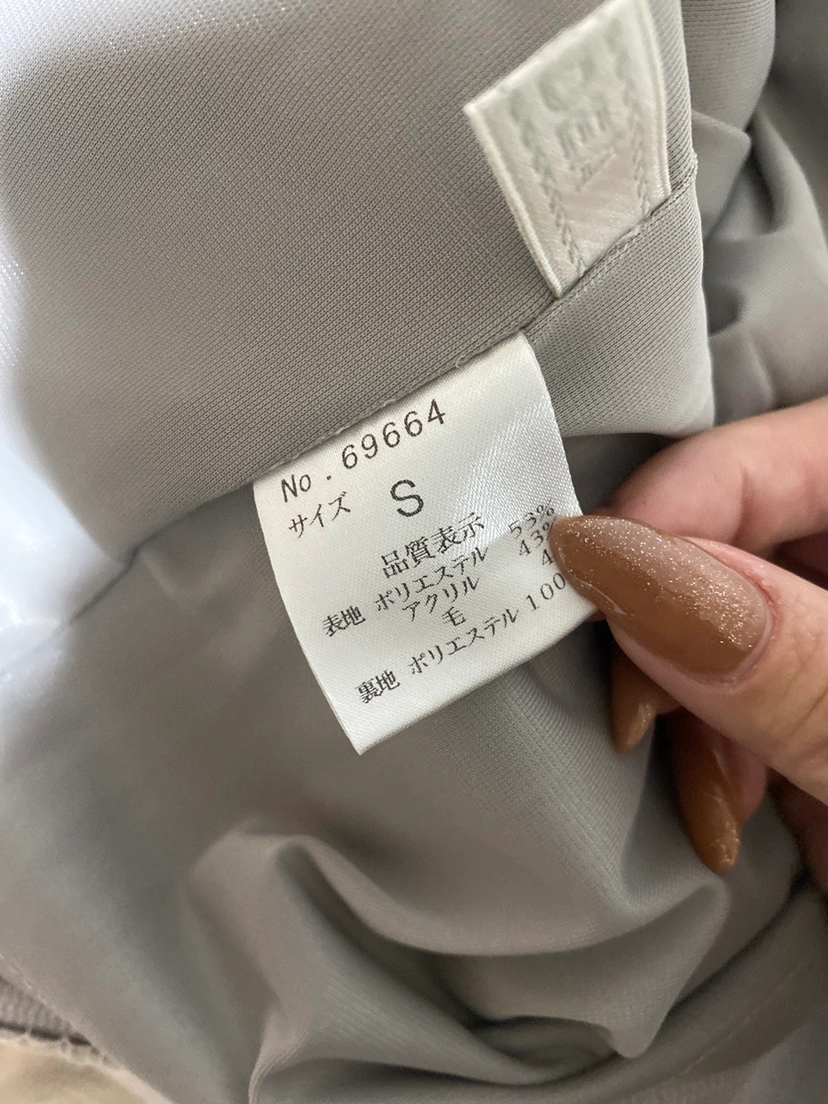 No. 69664
サイズ S
品質表示
表地 ポリエステル 53%
アクリル 43%
毛 4
裏地 ポリエステル 100